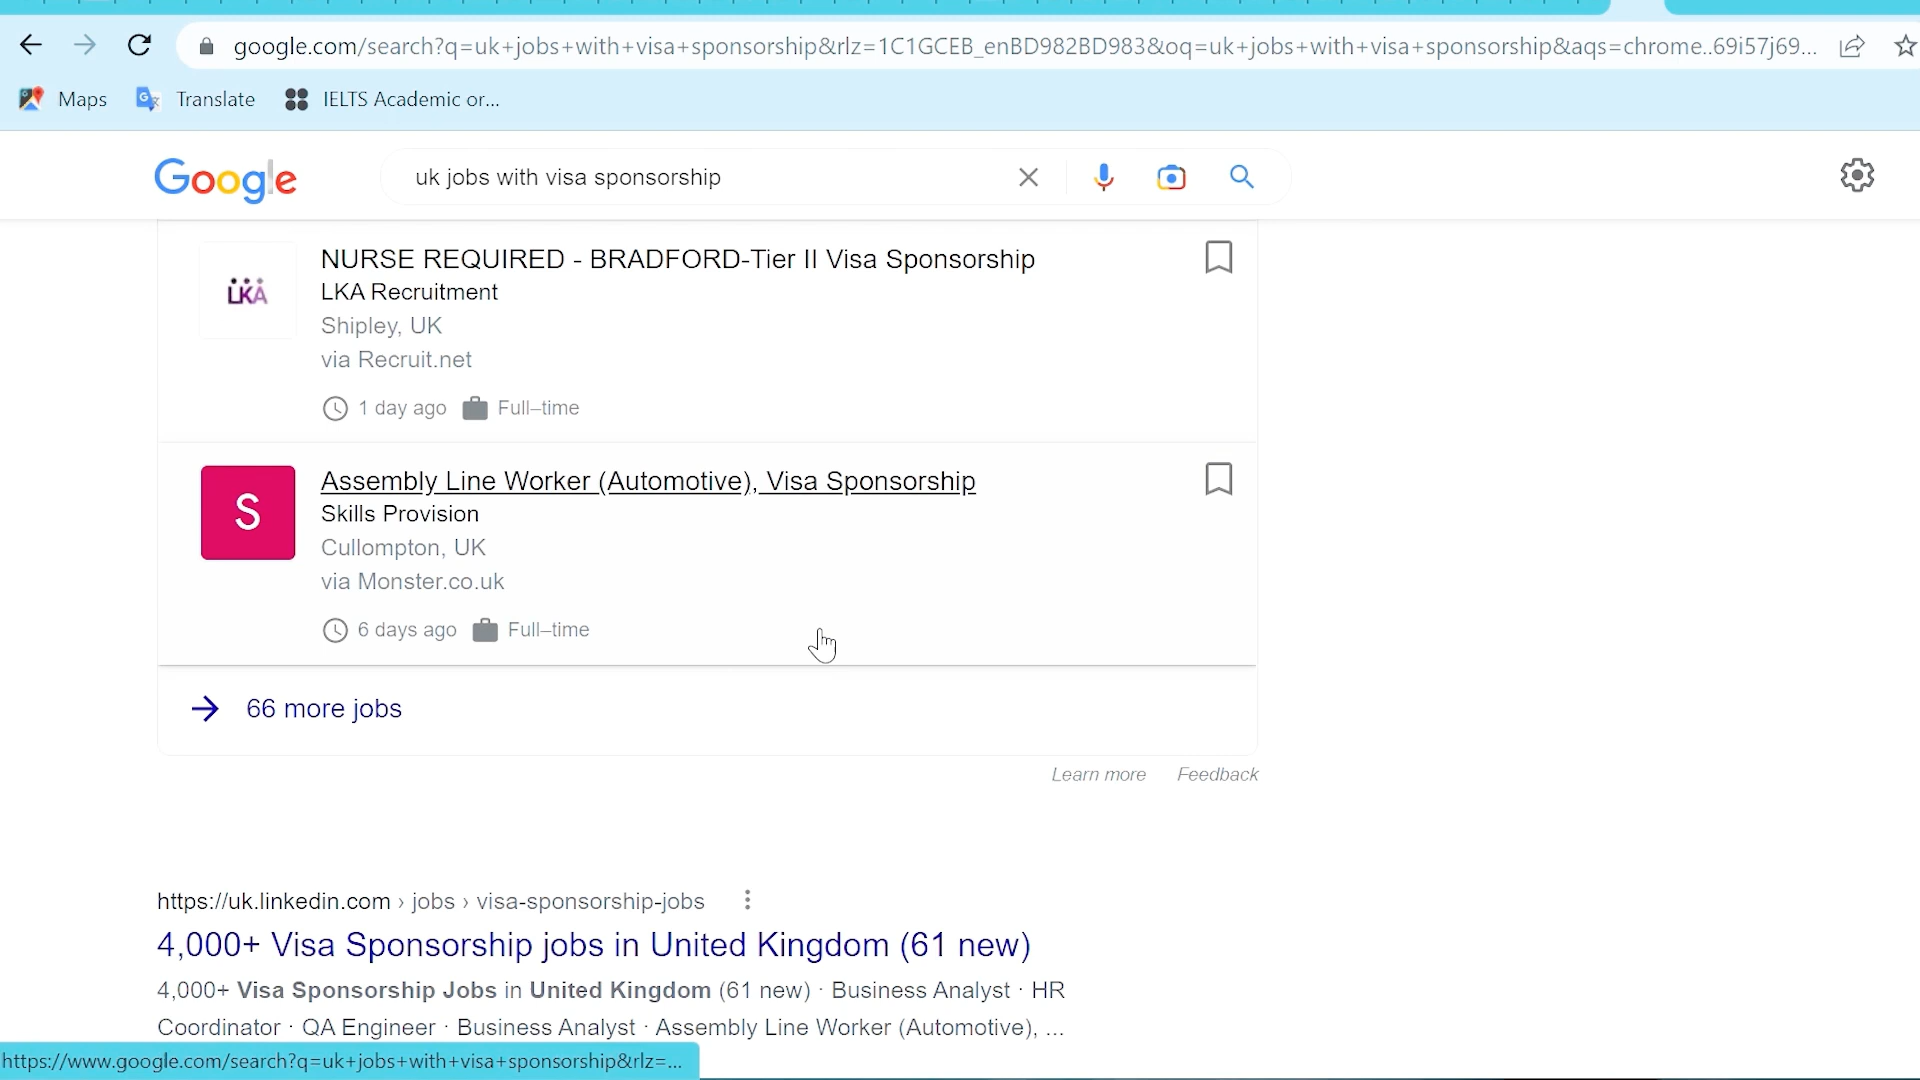 google.com/search?q=uk+jobs+with+visa+sponsorship&rlz=1C1GCEB_enBD982BD983&oq=uk+jobs+with+visa+sponsorship&aqs=chrome..69i57j69...
Maps Translate IELTS Academic or...
Google uk jobs with visa sponsorship
NURSE REQUIRED - BRADFORD-Tier II Visa Sponsorship
LKA
LKA Recruitment
Shipley, UK
via Recruit.net
1 day ago Full–time
Assembly Line Worker (Automotive), Visa Sponsorship
S
Skills Provision
Cullompton, UK
via Monster.co.uk
6 days ago Full–time
66 more jobs
Learn more Feedback
https://uk.linkedin.com › jobs › visa-sponsorship-jobs
4,000+ Visa Sponsorship jobs in United Kingdom (61 new)
4,000+ Visa Sponsorship Jobs in United Kingdom (61 new) · Business Analyst · HR
Coordinator · QA Engineer · Business Analyst · Assembly Line Worker (Automotive), ...
https://www.google.com/search?q=uk+jobs+with+visa+sponsorship&rlz=...